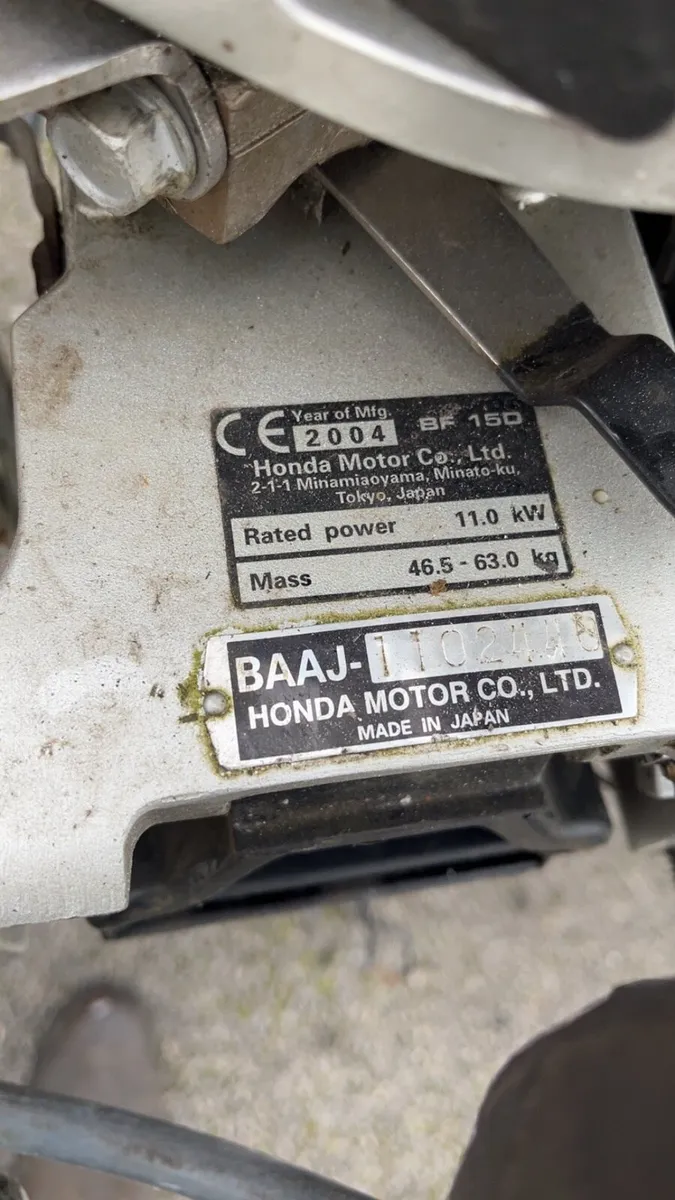 CE Year of Mfg.
2004 BF 15D
Honda Motor Co., Ltd.
2-1-1 Minamiaoyama, Minato-ku,
Tokyo, Japan
Rated power 11.0 kW
Mass 46.5 - 63.0 kg
BAAJ-
HONDA MOTOR CO., LTD.
MADE IN JAPAN